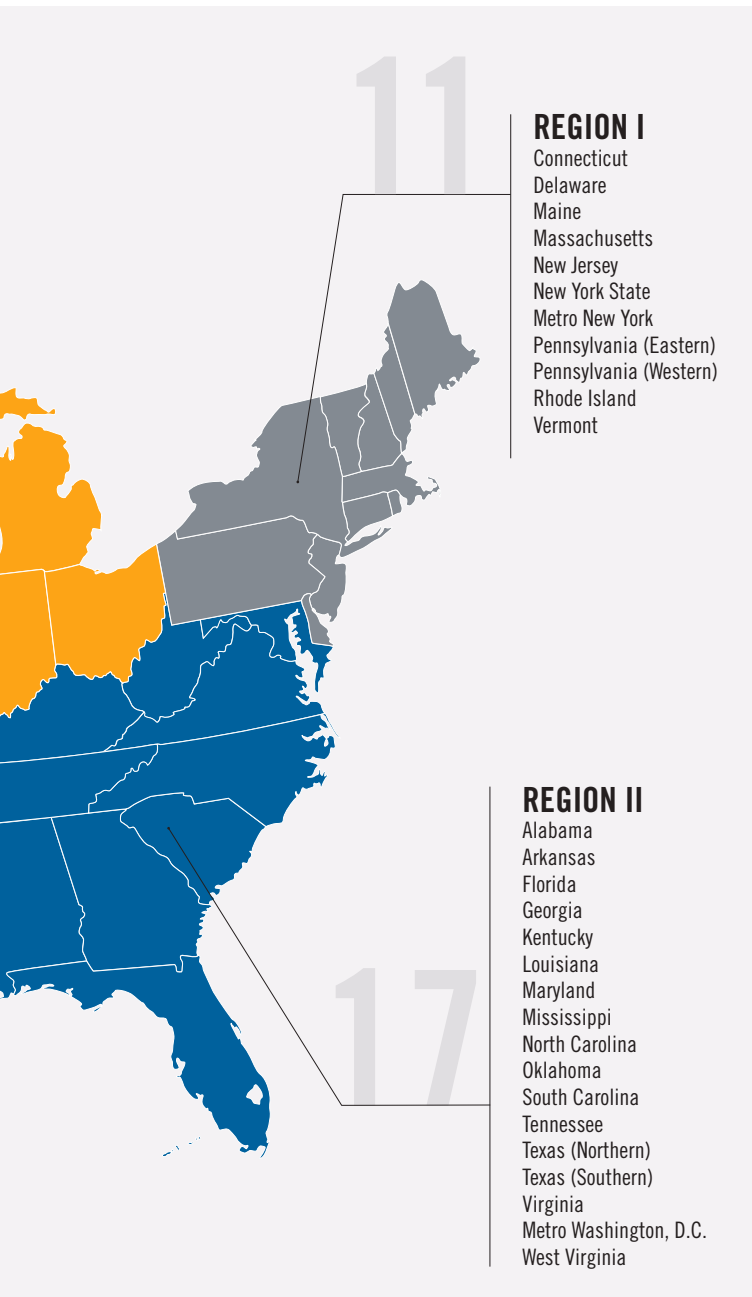 11
REGION I
Connecticut
Delaware
Maine
Massachusetts
New Jersey
New York State
Metro New York
Pennsylvania (Eastern)
Pennsylvania (Western)
Rhode Island
Vermont
17
REGION II
Alabama
Arkansas
Florida
Georgia
Kentucky
Louisiana
Maryland
Mississippi
North Carolina
Oklahoma
South Carolina
Tennessee
Texas (Northern)
Texas (Southern)
Virginia
Metro Washington, D.C.
West Virginia